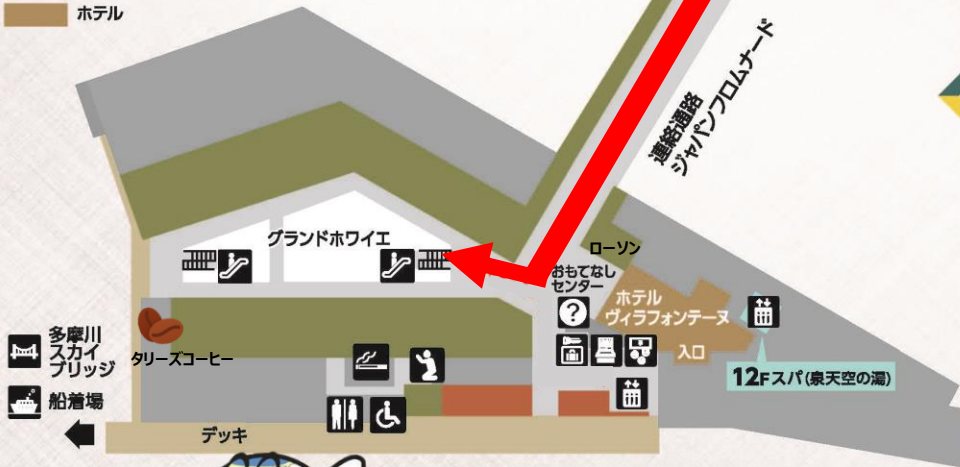 ホテル
連絡通路
ジャパンフロムナード
グランドホワイエ
ローソン
おもてなし
センター
ホテル
ヴィラフォンテーヌ
入口
多摩川
スカイ
ブリッジ
タリーズコーヒー
12Fスパ(泉天空の湯)
船着場
デッキ